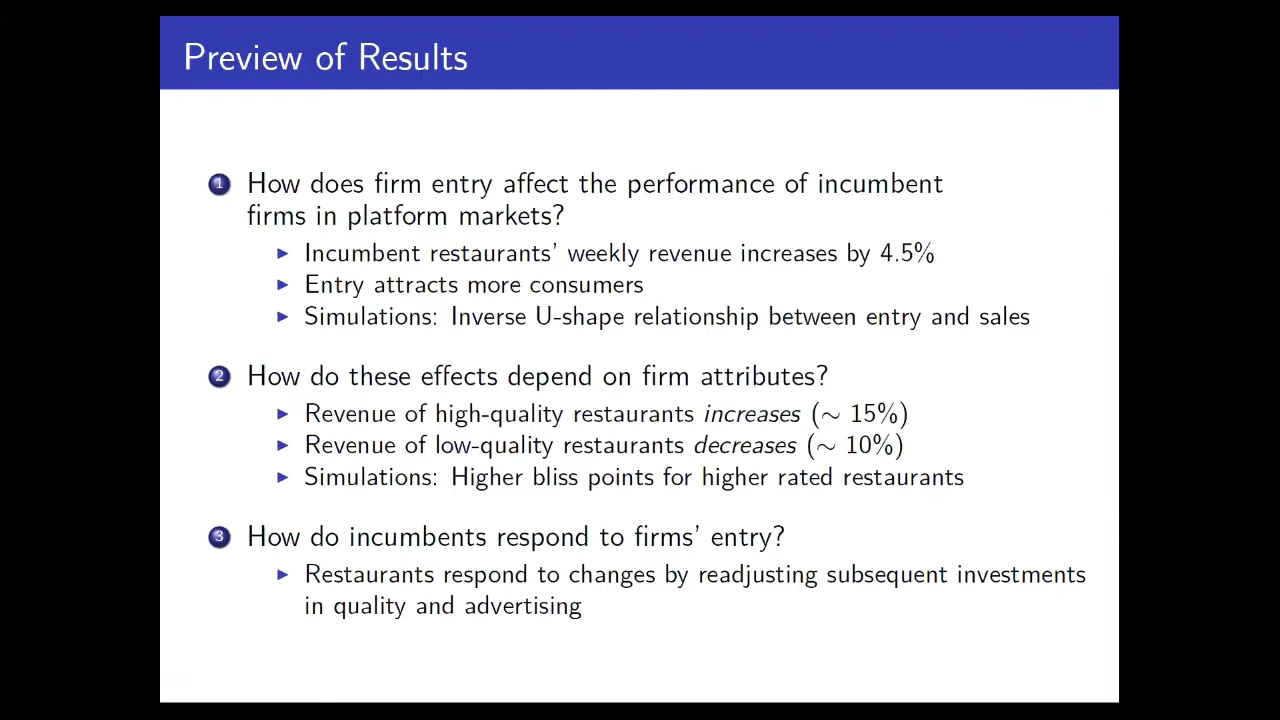 Preview of Results
1 How does firm entry affect the performance of incumbent
firms in platform markets?
▶ Incumbent restaurants' weekly revenue increases by 4.5%
▶ Entry attracts more consumers
▶ Simulations: Inverse U-shape relationship between entry and sales
2 How do these effects depend on firm attributes?
▶ Revenue of high-quality restaurants increases (∼ 15%)
▶ Revenue of low-quality restaurants decreases (∼ 10%)
▶ Simulations: Higher bliss points for higher rated restaurants
3 How do incumbents respond to firms' entry?
▶ Restaurants respond to changes by readjusting subsequent investments
in quality and advertising